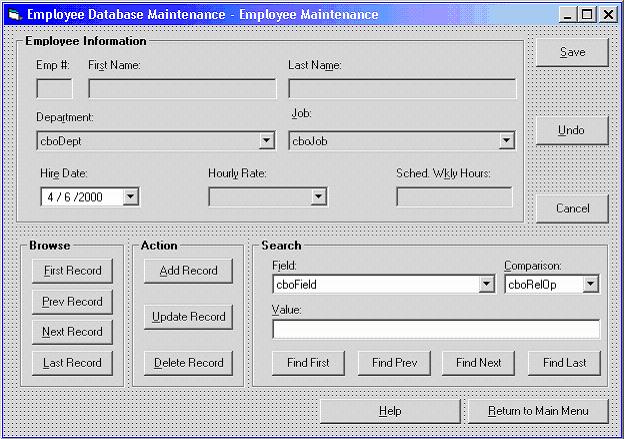 Employee Database Maintenance - Employee Maintenance
Employee Information
Emp #: First Name: Last Name:
Department: Job:
cboDept cboJob
Hire Date: Hourly Rate: Sched. Wkly Hours:
4 / 6 /2000
Save
Undo
Cancel
Browse
First Record
Prev Record
Next Record
Last Record
Action
Add Record
Update Record
Delete Record
Search
Field: Comparison:
cboField cboRelOp
Value:
Find First Find Prev Find Next Find Last
Help Return to Main Menu